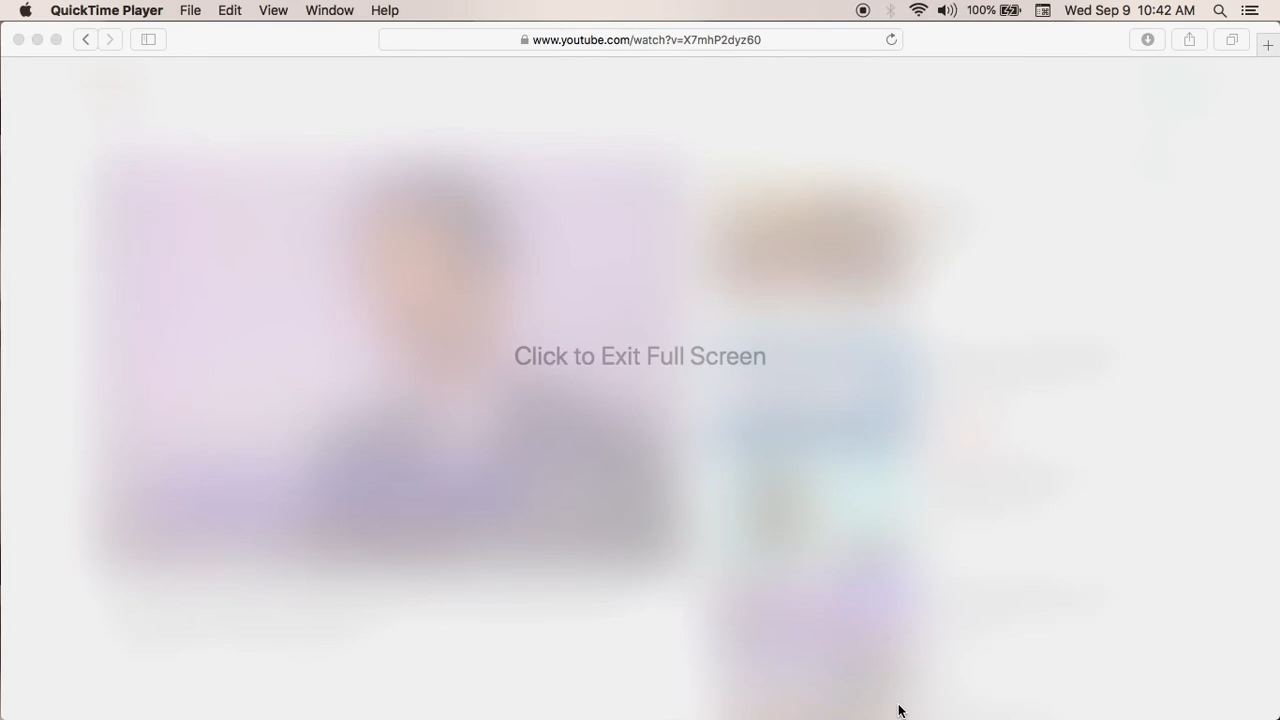 QuickTime Player File Edit View Window Help 100% Wed Sep 9 10:42 AM
www.youtube.com/watch?v=X7mhP2dyz60
Click to Exit Full Screen